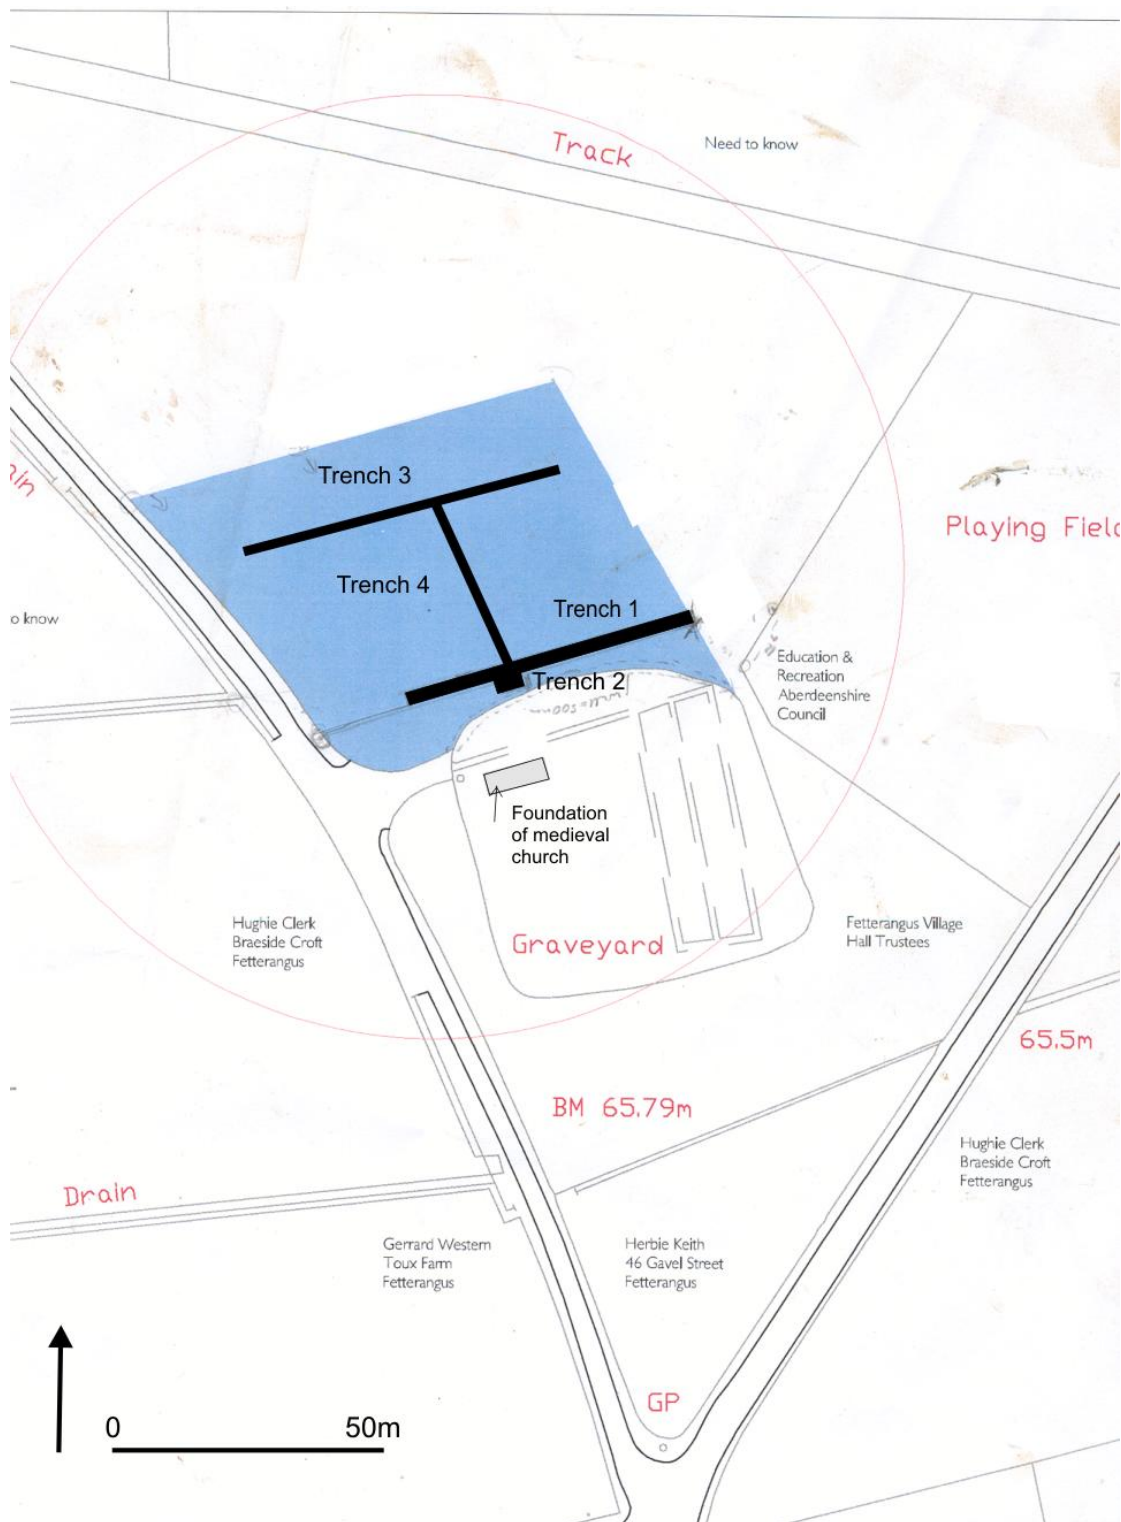 Track
Need to know
Trench 3
ain
Playing Field
Trench 4
Trench 1
o know
Trench 2
Education &
Recreation
Aberdeenshire
Council
Foundation
of medieval
church
Hughie Clerk
Braeside Croft
Fetterangus
Graveyard
Fetterangus Village
Hall Trustees
65.5m
BM 65.79m
Hughie Clerk
Braeside Croft
Fetterangus
Drain
Gerrard Western
Toux Farm
Fetterangus
Herbie Keith
46 Gavel Street
Fetterangus
GP
0 50m